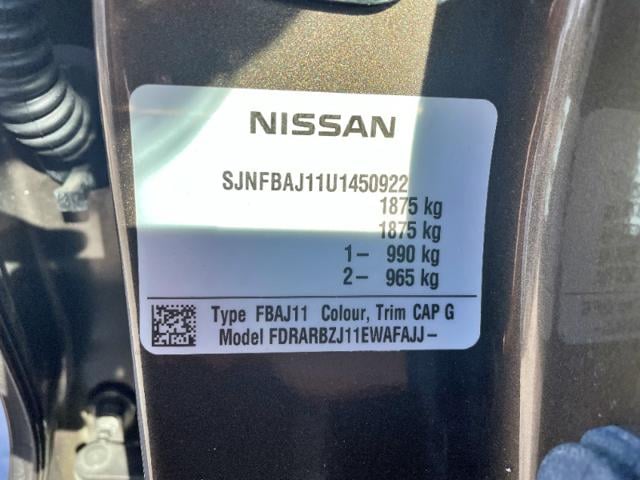 NISSAN
SJNFBAJ11U1450922
1875 kg
1875 kg
1– 990 kg
2– 965 kg
Type FBAJ11 Colour, Trim CAP G
Model FDRARBZJ11EWAFAJJ–